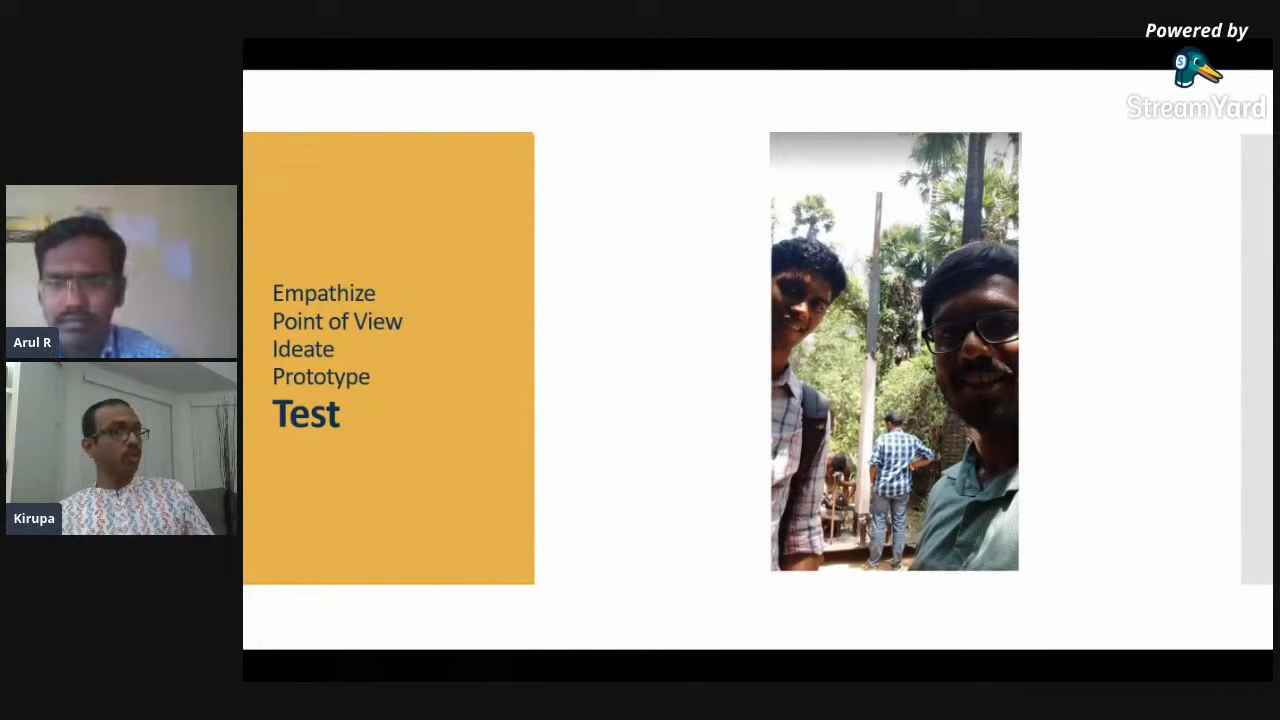 Powered by
StreamYard
Empathize
Point of View
Ideate
Prototype
Test
Arul R
Kirupa